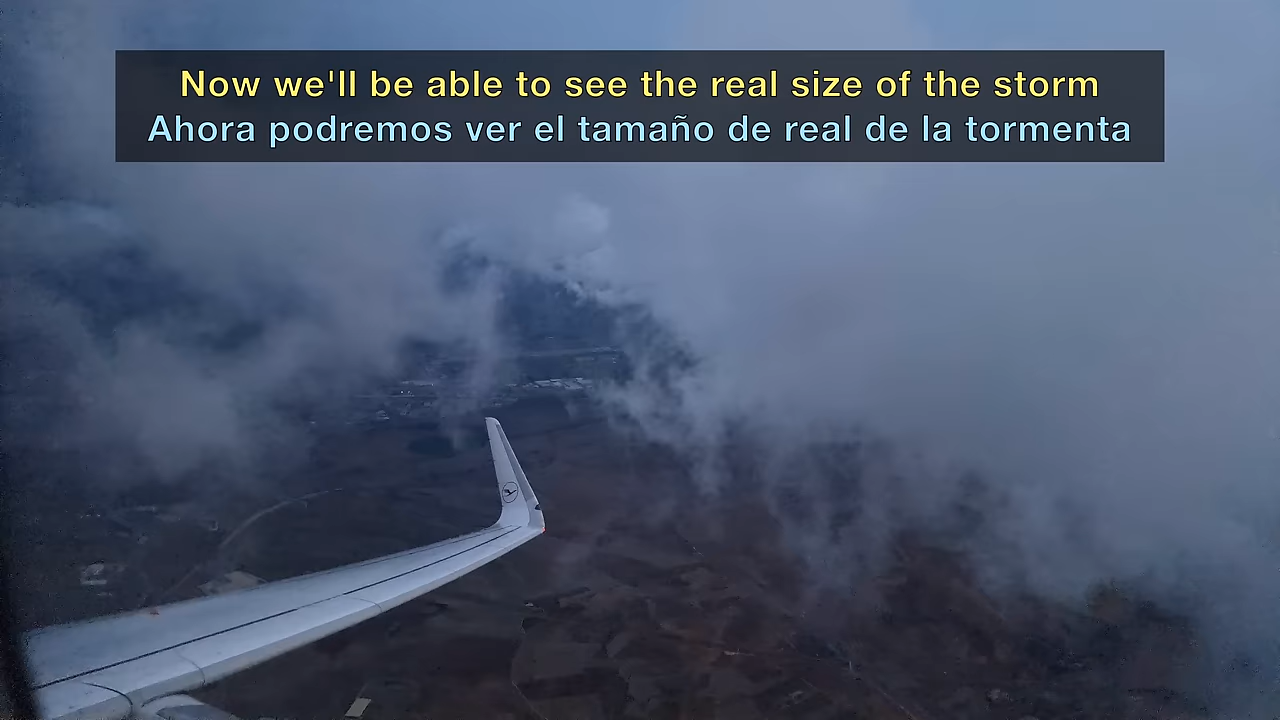 Now we'll be able to see the real size of the storm
Ahora podremos ver el tamaño de real de la tormenta